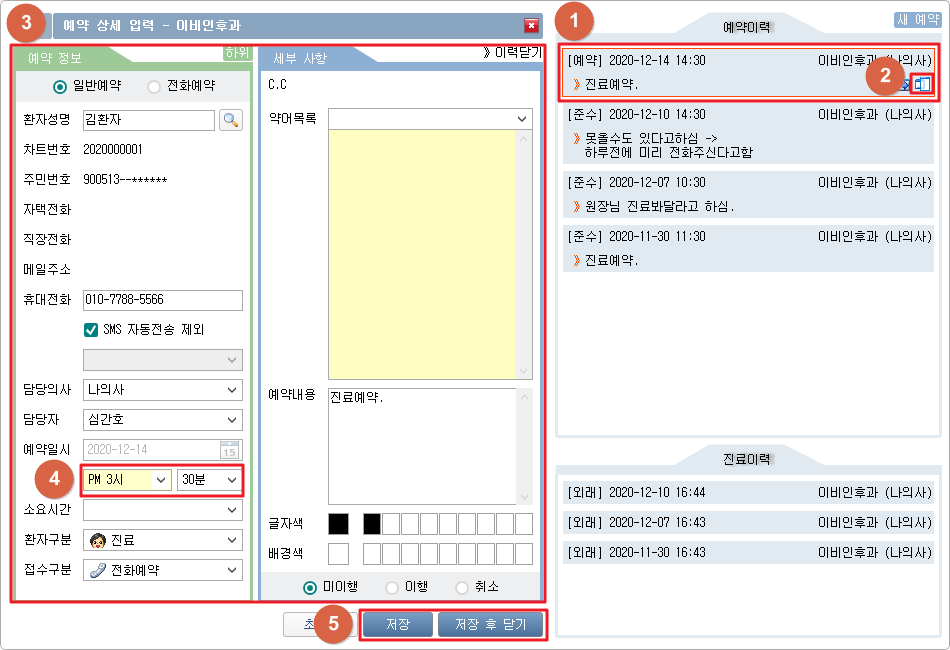 3
예약 상세 입력 - 이비인후과
예약 정보
하위
일반예약
전화예약
환자성명
김환자
차트번호
2020000001
주민번호
900513--******
자택전화
직장전화
메일주소
휴대전화
010-7788-5566
SMS 자동전송 제외
담당의사
나의사
담당자
심간호
예약일시
2020-12-14
15
4
PM 3시
30분
소요시간
환자구분
진료
접수구분
전화예약
세부 사항
》이력닫기
C.C
약어목록
예약내용
진료예약.
글자색
배경색
미이행
이행
취소
초
5
저장
저장 후 닫기
1
예약이력
새 예약
[예약] 2020-12-14 14:30
이비인후과 (나의사)
》진료예약.
2
[준수] 2020-12-10 14:30
이비인후과 (나의사)
》못올수도 있다고하심 ->
하루전에 미리 전화주신다고함
[준수] 2020-12-07 10:30
이비인후과 (나의사)
》원장님 진료봐달라고 하심.
[준수] 2020-11-30 11:30
이비인후과 (나의사)
》진료예약.
진료이력
[외래] 2020-12-10 16:44
이비인후과 (나의사)
[외래] 2020-12-07 16:43
이비인후과 (나의사)
[외래] 2020-11-30 16:43
이비인후과 (나의사)